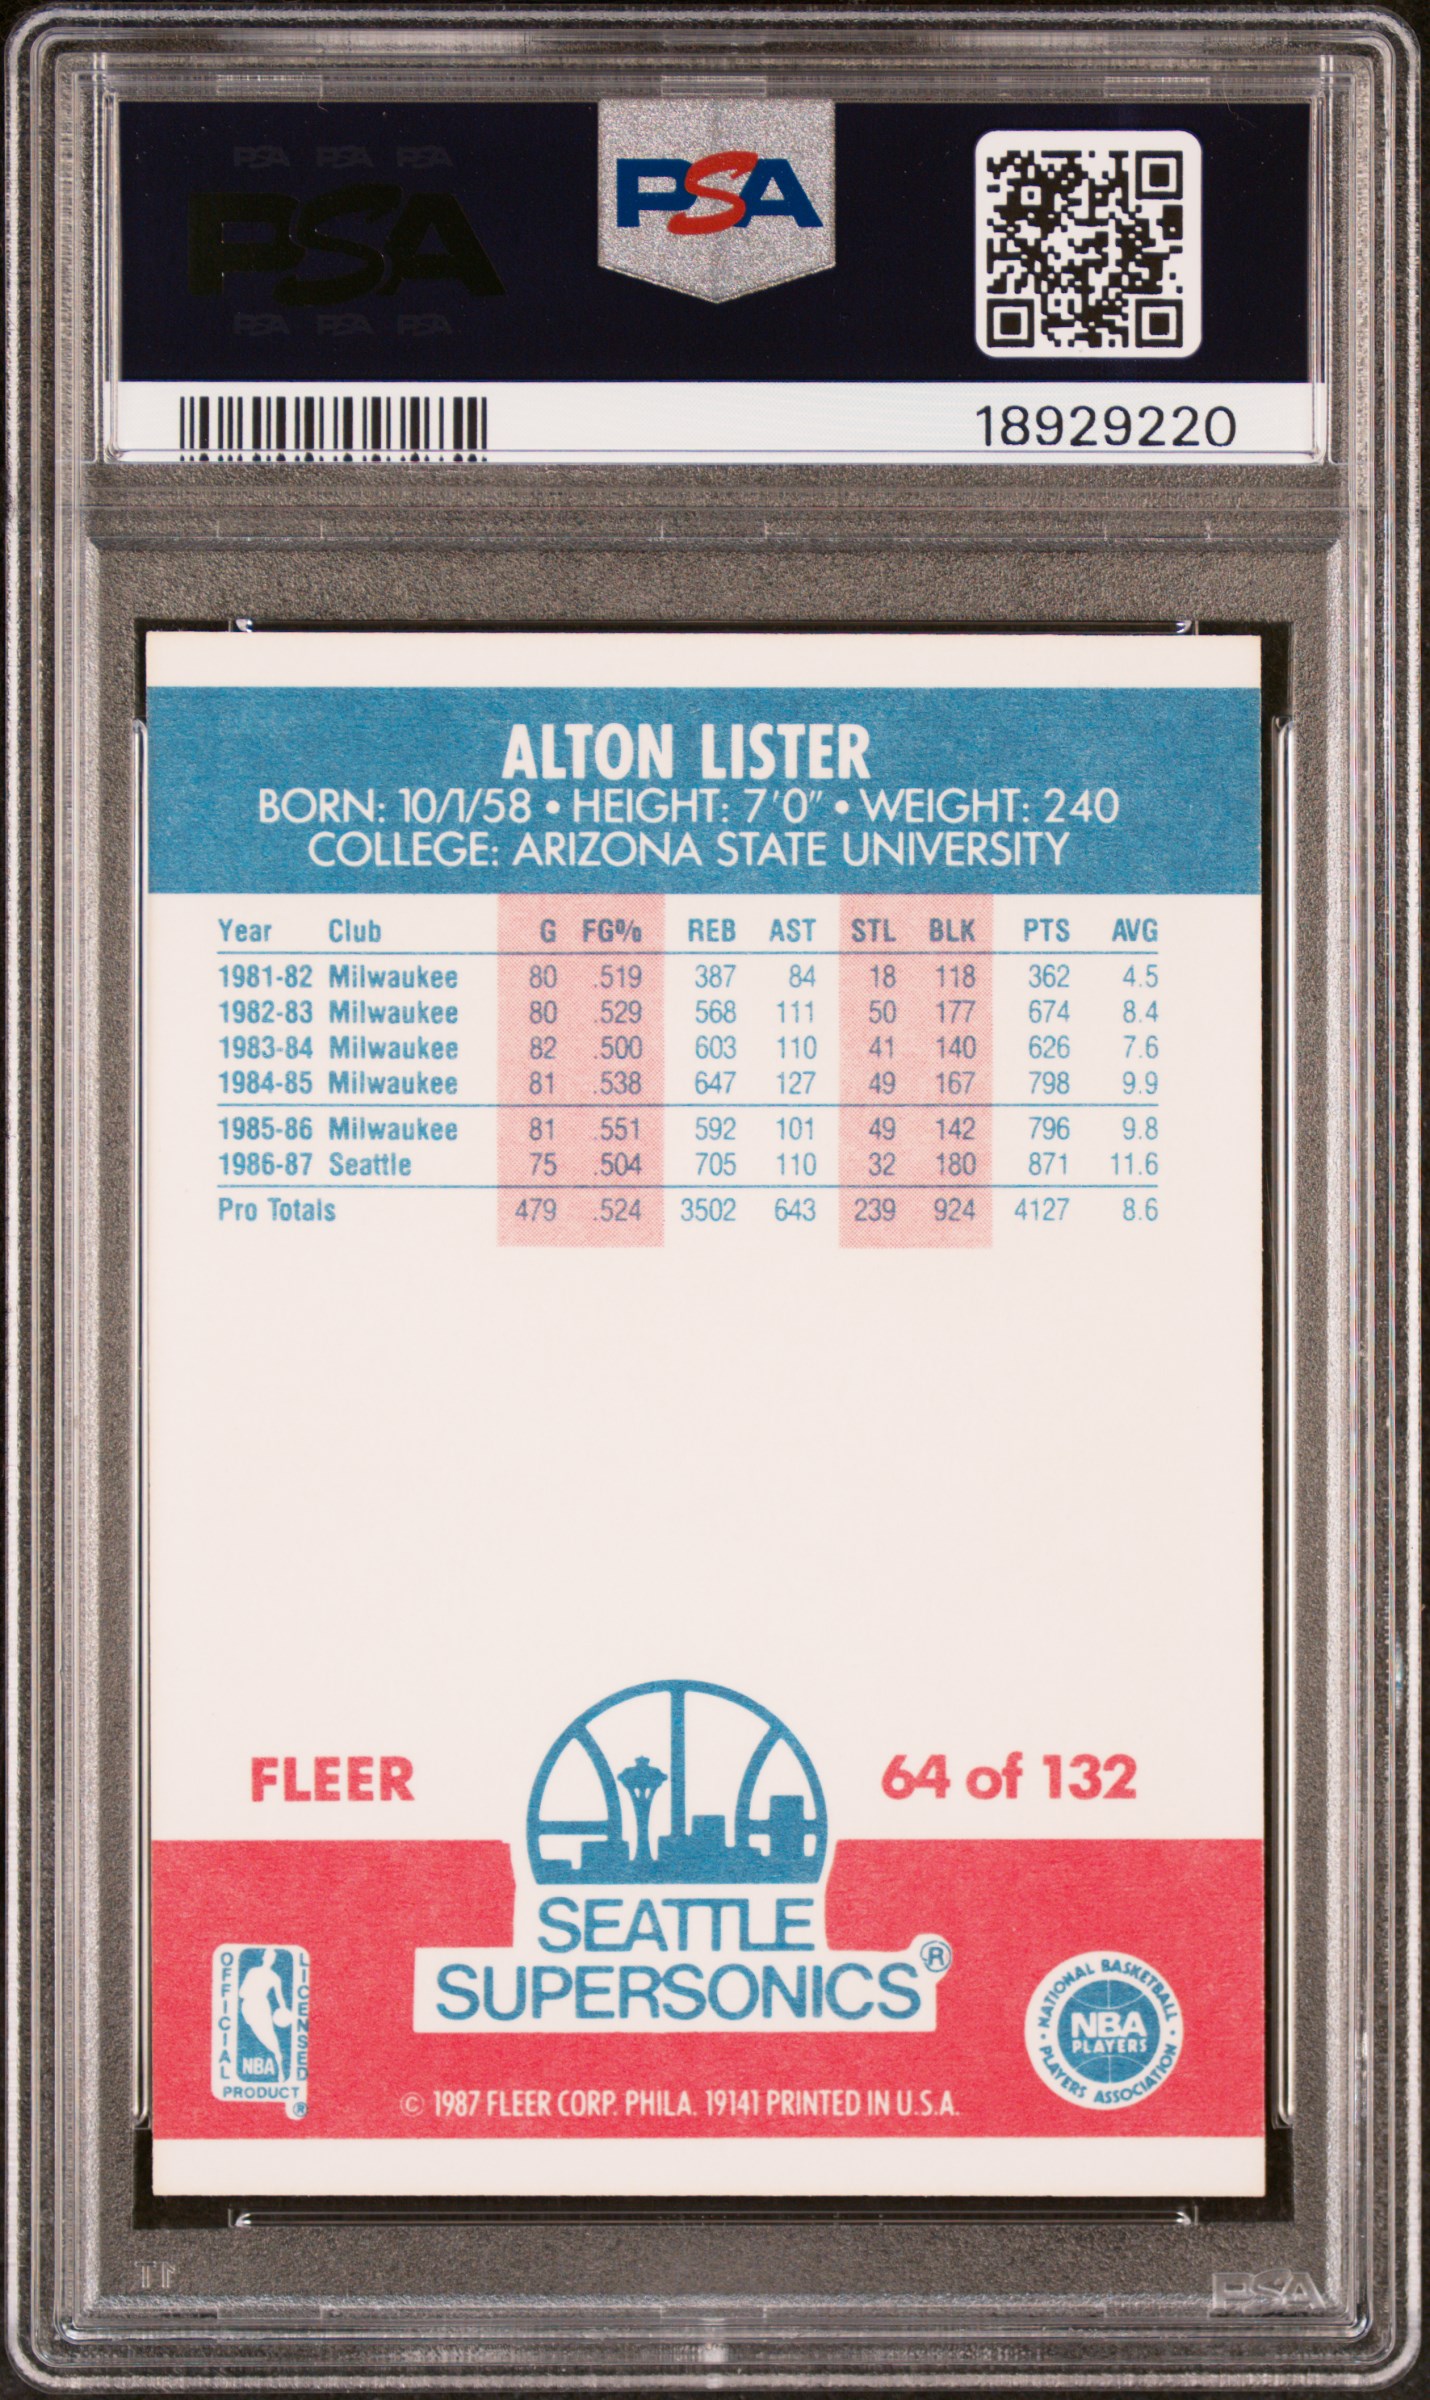 PSA PSA PSA
PSA
PSA PSA PSA
PSA
18929220
ALTON LISTER
BORN: 10/1/58 • HEIGHT: 7'0" • WEIGHT: 240
COLLEGE: ARIZONA STATE UNIVERSITY
Year Club G FG% REB AST STL BLK PTS AVG
1981-82 Milwaukee 80 .519 387 84 18 118 362 4.5
1982-83 Milwaukee 80 .529 568 111 50 177 674 8.4
1983-84 Milwaukee 82 .500 603 110 41 140 626 7.6
1984-85 Milwaukee 81 .538 647 127 49 167 798 9.9
1985-86 Milwaukee 81 .551 592 101 49 142 796 9.8
1986-87 Seattle 75 .504 705 110 32 180 871 11.6
Pro Totals 479 .524 3502 643 239 924 4127 8.6
FLEER
64 of 132
SEATTLE
SUPERSONICS®
OFFICIAL LICENSED
NBA
PRODUCT
®
NATIONAL BASKETBALL
NBA
PLAYERS
• PLAYERS ASSOCIATION •
© 1987 FLEER CORP. PHILA. 19141 PRINTED IN U.S.A.
PSA